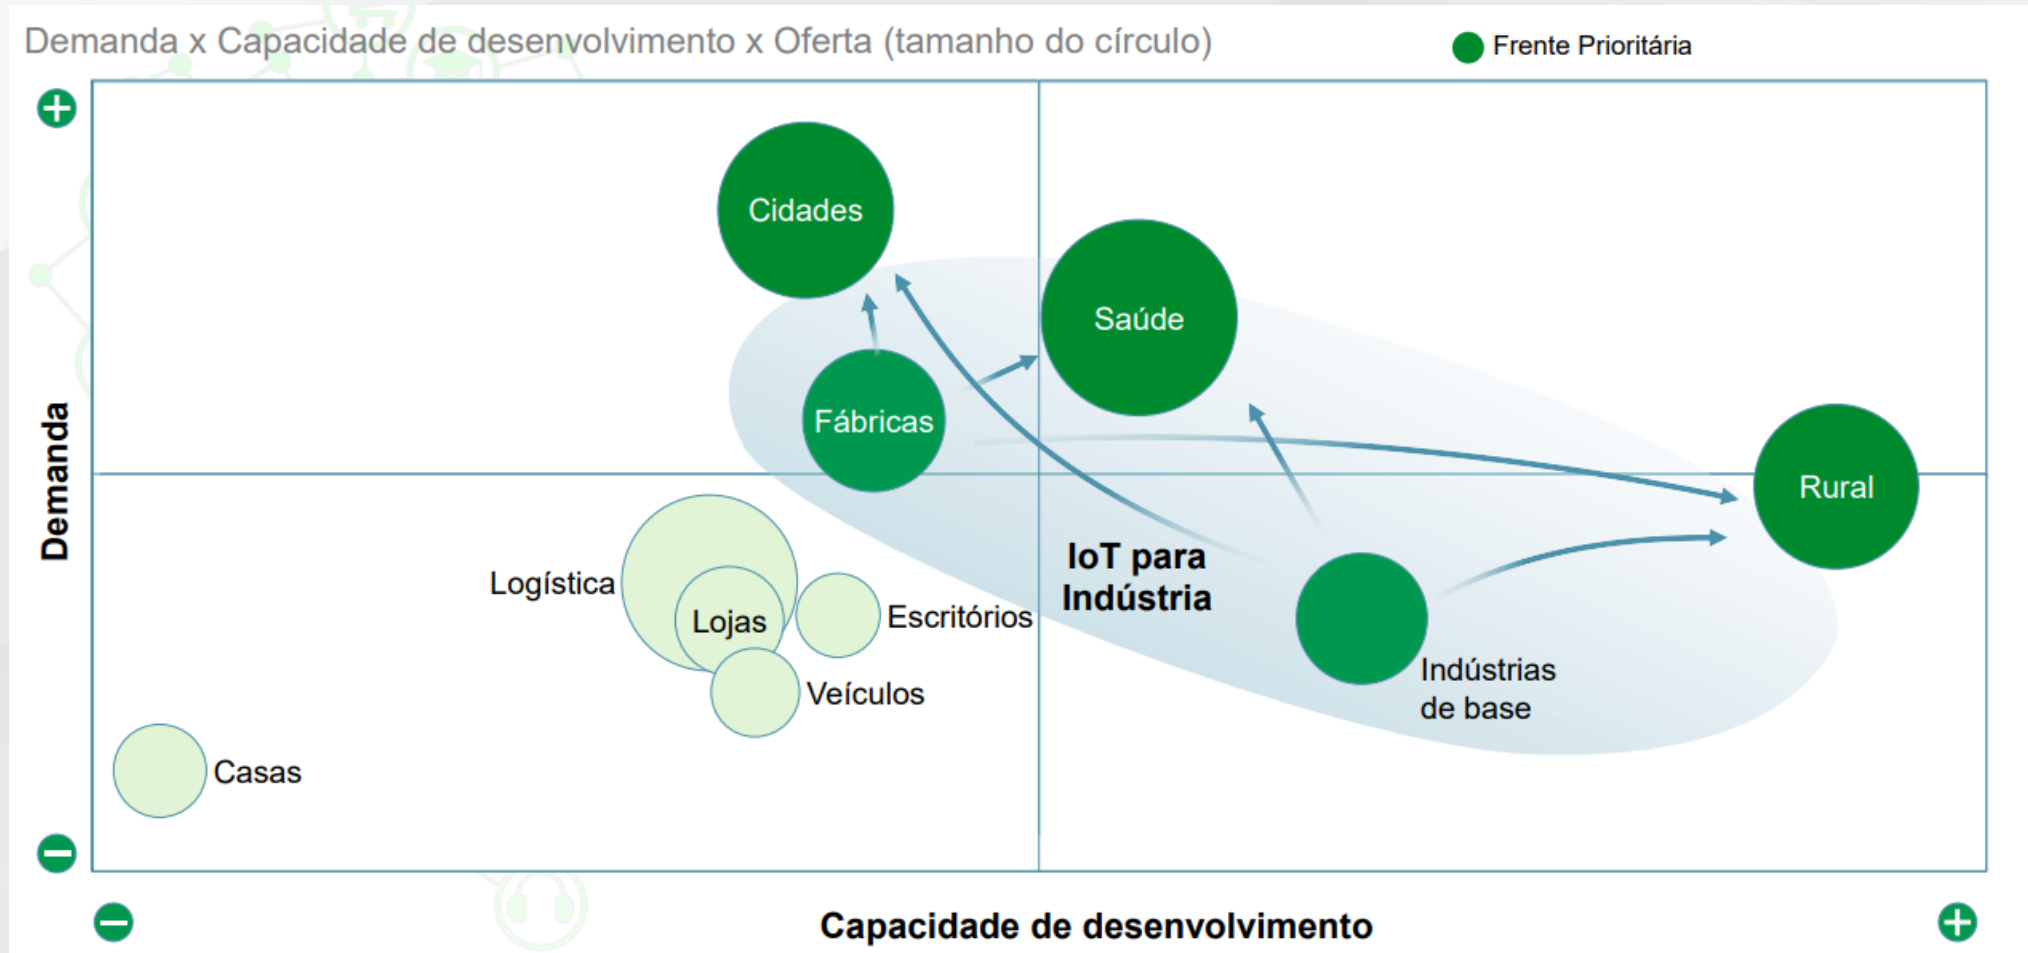 Demanda x Capacidade de desenvolvimento x Oferta (tamanho do círculo)
Frente Prioritária
Cidades
Saúde
Fábricas
Rural
Demanda
Logística
Lojas
Escritórios
IoT para
Indústria
Veículos
Indústrias
de base
Casas
Capacidade de desenvolvimento